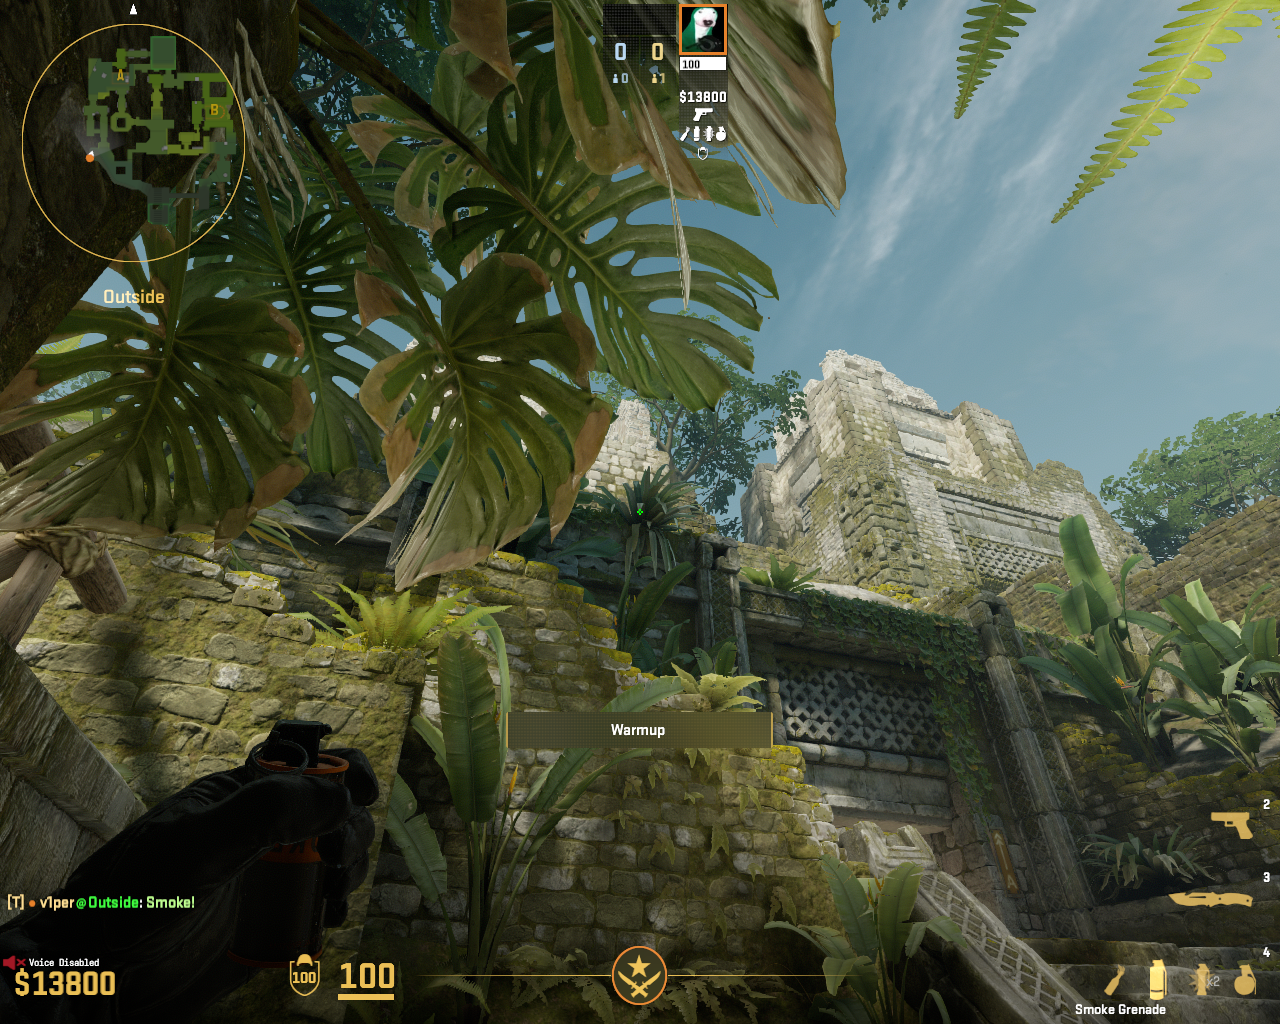 A
B
Outside
0 0
0 1
100
$13800
Warmup
2
3
[T] • v1per@Outside: Smoke!
Voice Disabled
$13800
100
100
4
x2
Smoke Grenade